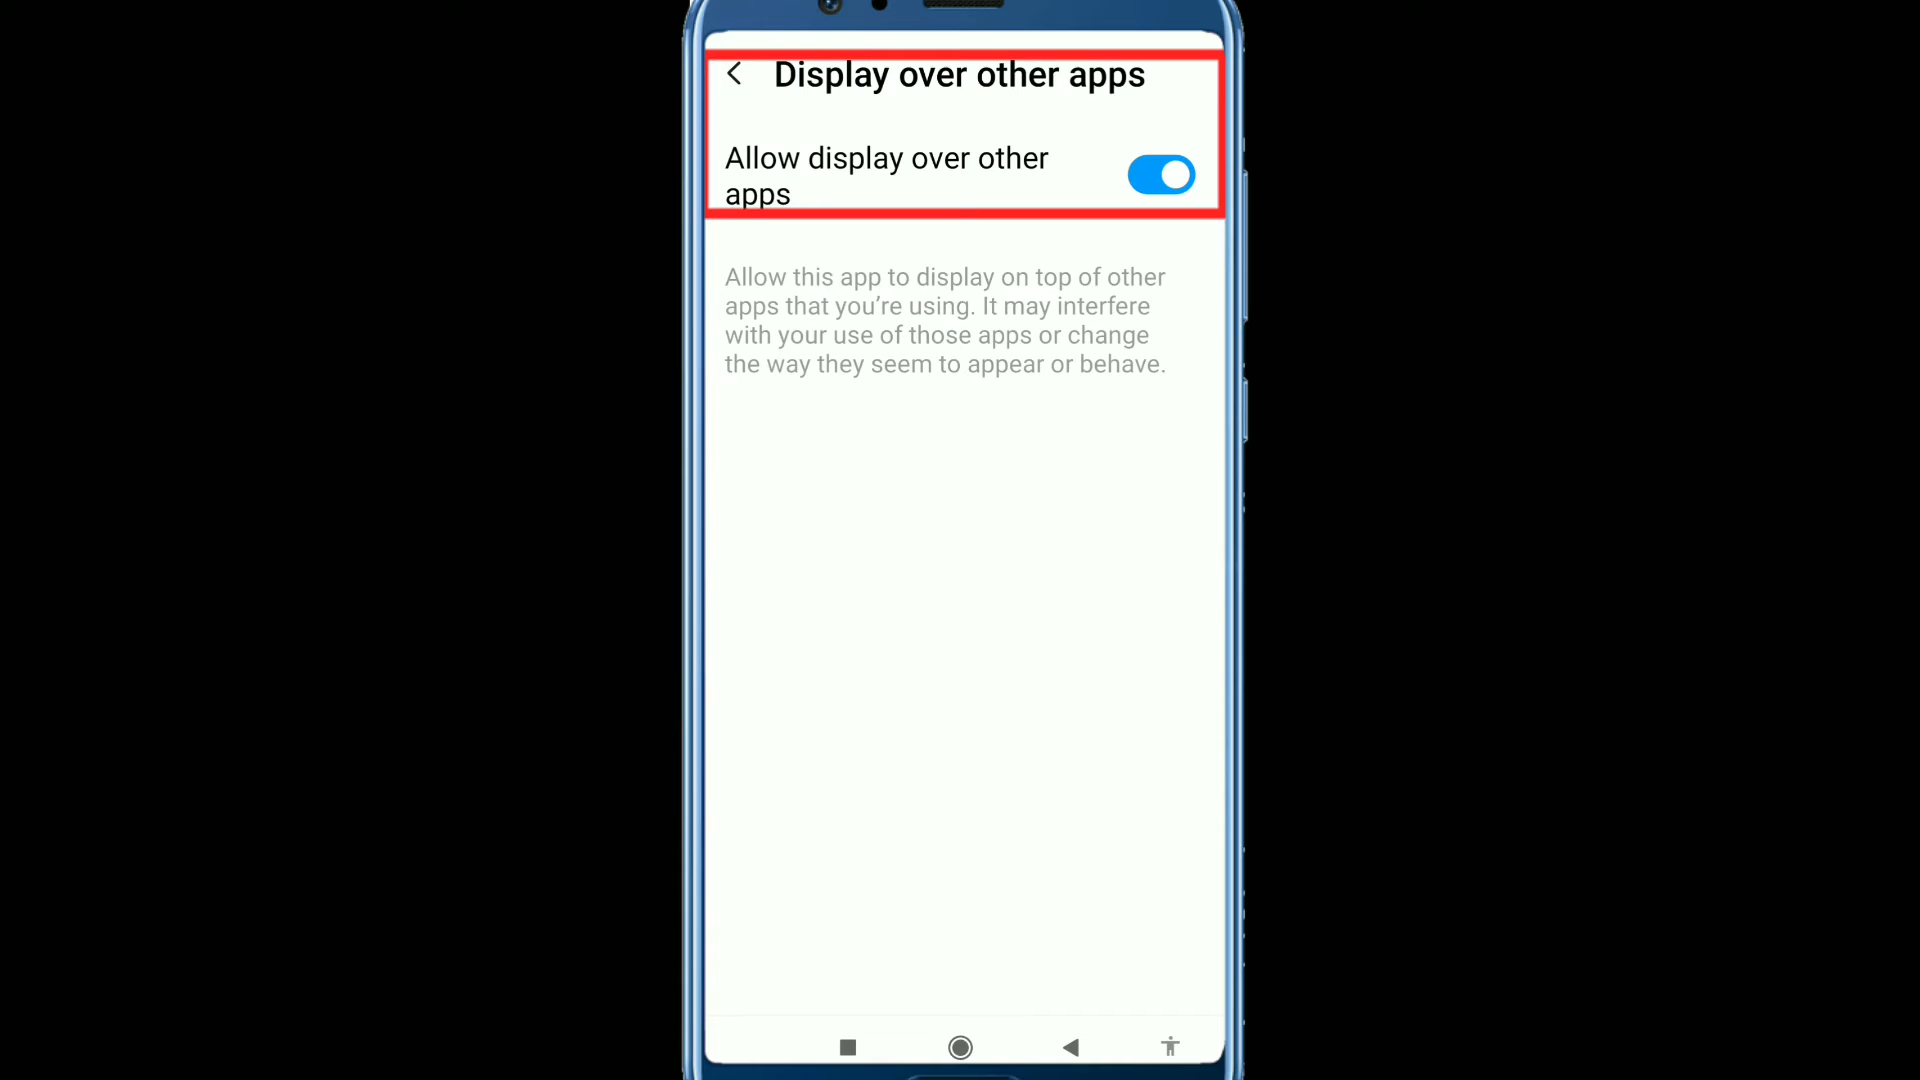 Display over other apps
Allow display over other
apps
Allow this app to display on top of other
apps that you’re using. It may interfere
with your use of those apps or change
the way they seem to appear or behave.